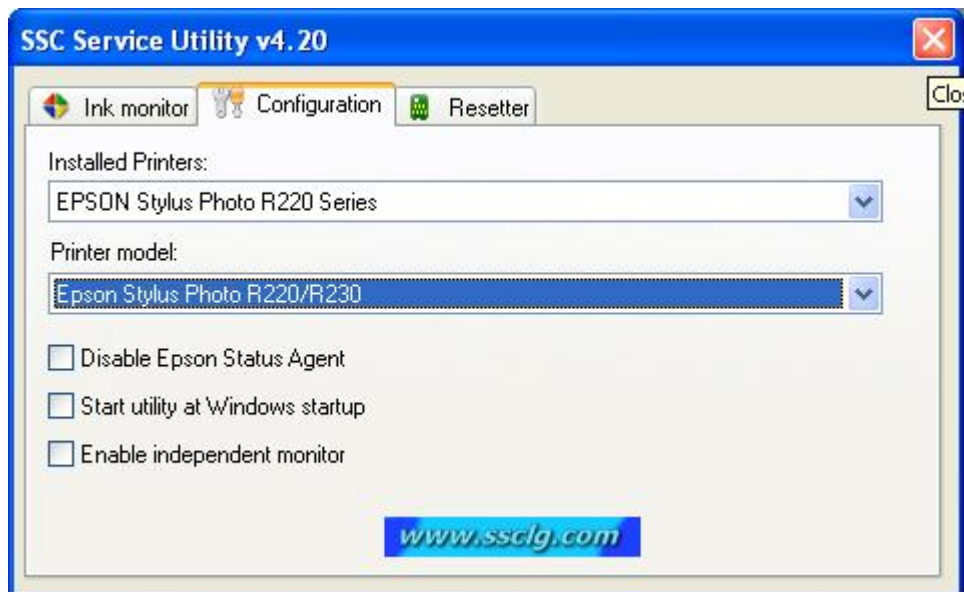 SSC Service Utility v4.20
Ink monitor Configuration Resetter
Installed Printers:
EPSON Stylus Photo R220 Series
Printer model:
Epson Stylus Photo R220/R230
Disable Epson Status Agent
Start utility at Windows startup
Enable independent monitor
www.ssclg.com